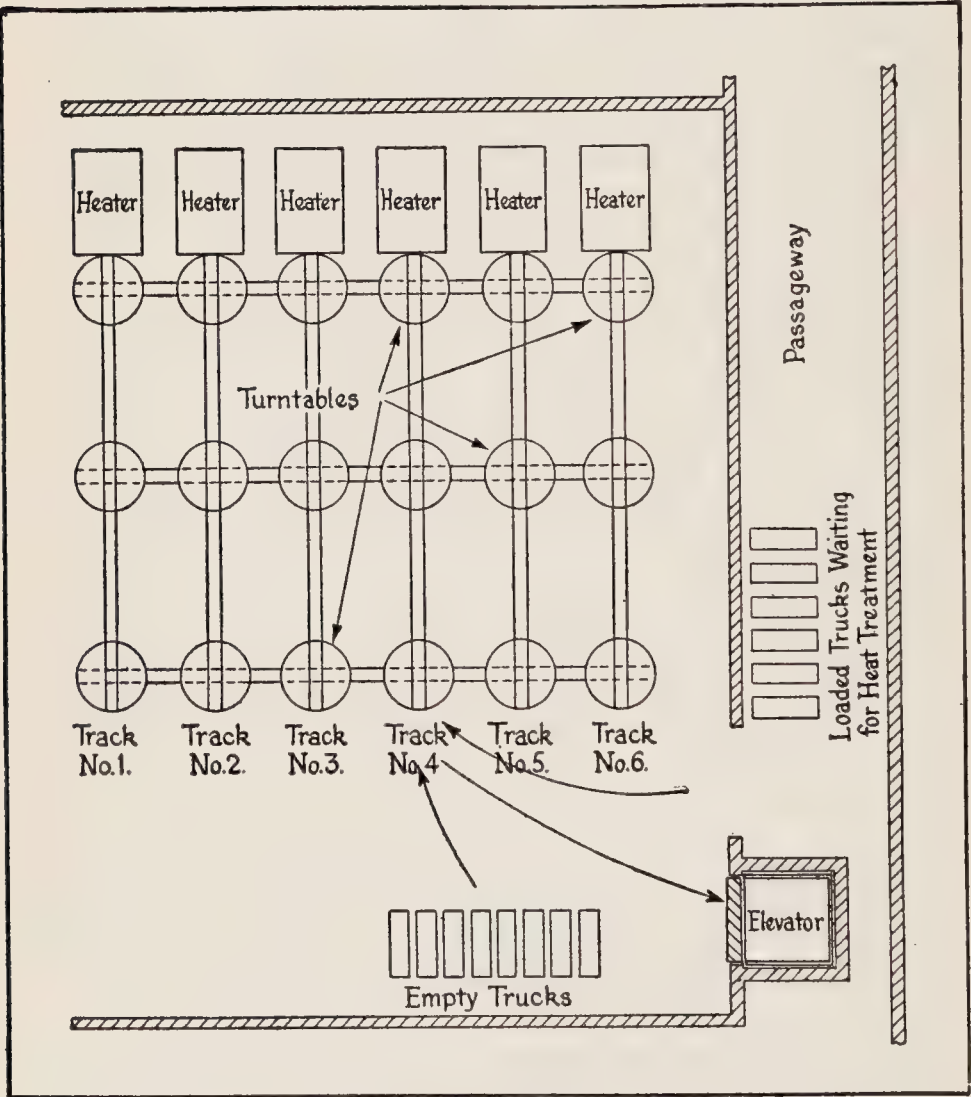 Heater
Heater
Heater
Heater
Heater
Heater
Passageway
Turntables
Loaded Trucks Waiting
for Heat Treatment
Track
No.1.
Track
No.2.
Track
No.3.
Track
No.4
Track
No.5.
Track
No.6.
Elevator
Empty Trucks